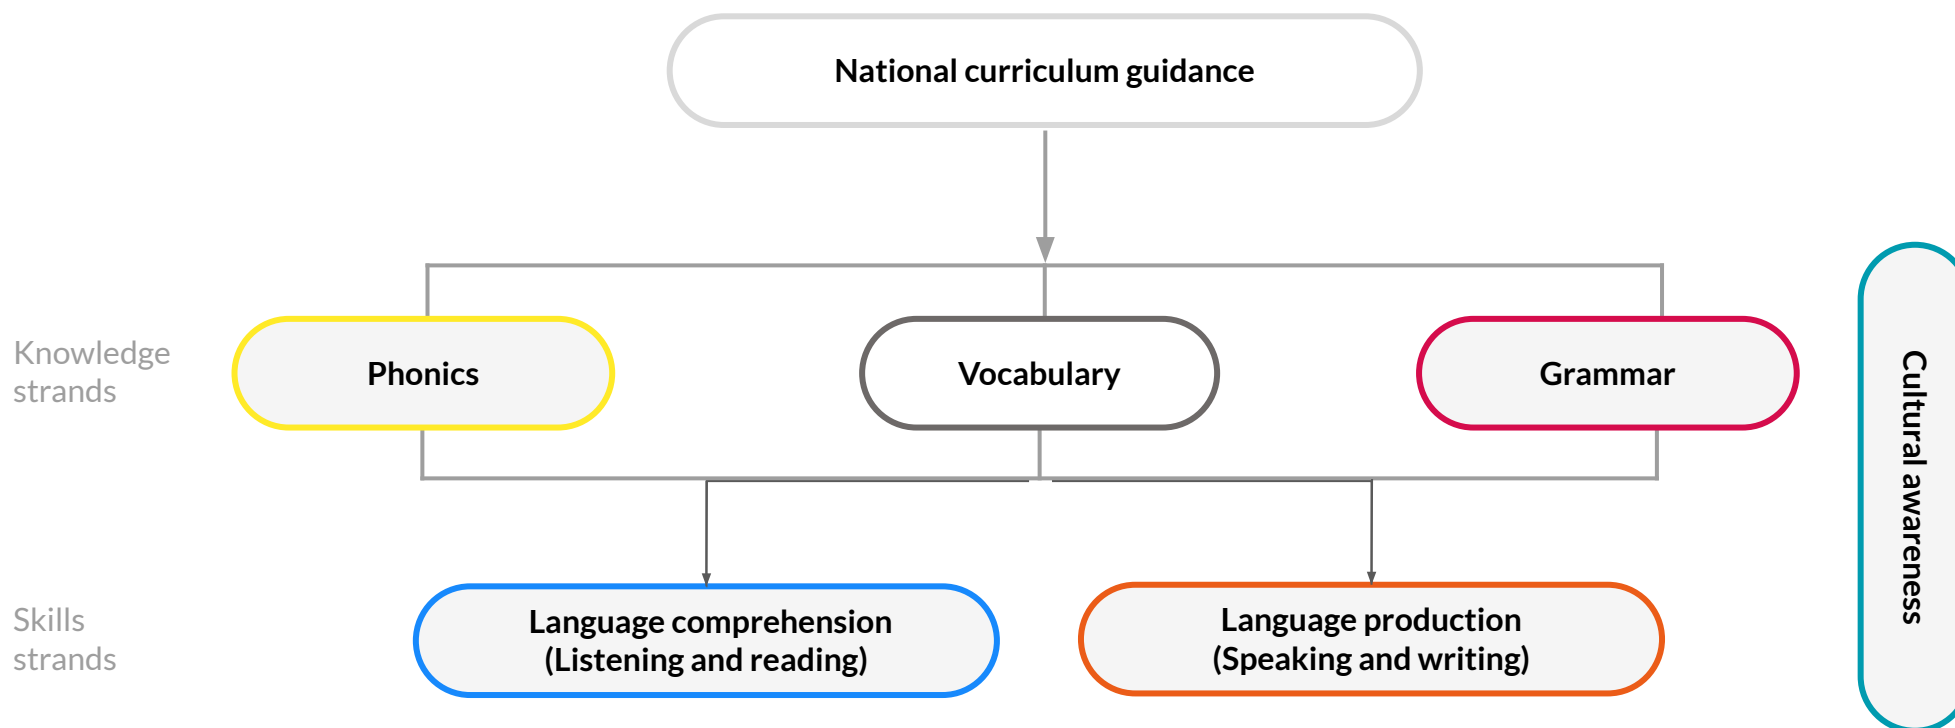 National curriculum guidance
Knowledge
strands
Phonics
Vocabulary
Grammar
Cultural awareness
Skills
strands
Language comprehension
(Listening and reading)
Language production
(Speaking and writing)